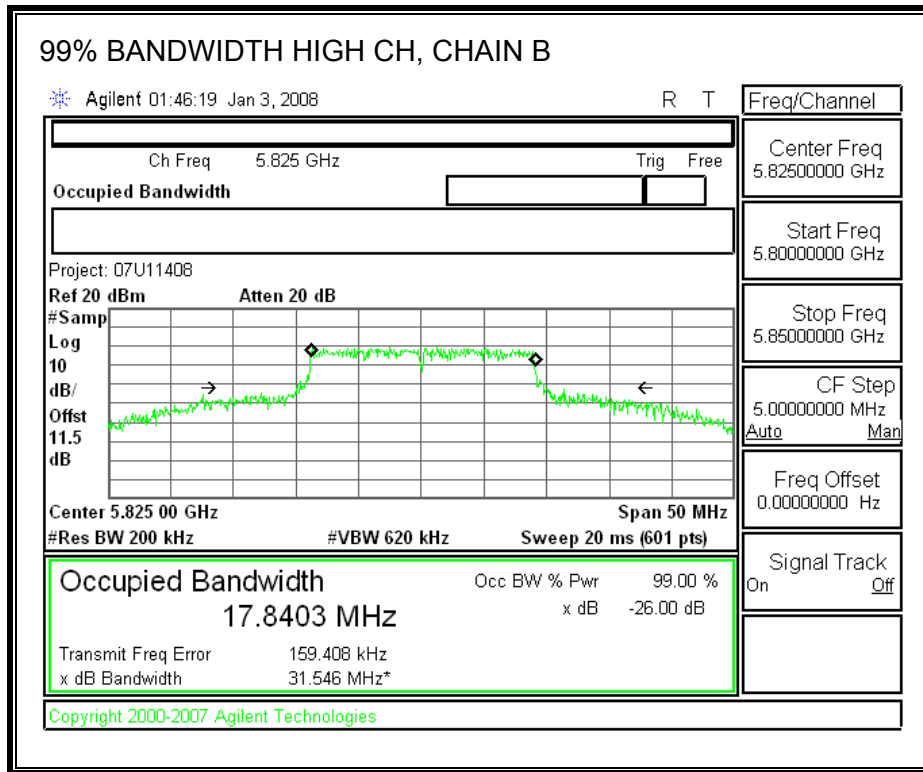 99% BANDWIDTH HIGH CH, CHAIN B
Agilent 01:46:19 Jan 3, 2008 R T
Freq/Channel
Ch Freq 5.825 GHz Trig Free
Occupied Bandwidth
Center Freq
5.82500000 GHz
Start Freq
5.80000000 GHz
Stop Freq
5.85000000 GHz
CF Step
5.00000000 MHz
Auto Man
Freq Offset
0.00000000 Hz
Signal Track
On Off
Project: 07U11408
Ref 20 dBm Atten 20 dB
#Samp
Log
10
dB/
Offst
11.5
dB
Center 5.825 00 GHz Span 50 MHz
#Res BW 200 kHz #VBW 620 kHz Sweep 20 ms (601 pts)
Occupied Bandwidth Occ BW % Pwr 99.00 %
17.8403 MHz x dB -26.00 dB
Transmit Freq Error 159.408 kHz
x dB Bandwidth 31.546 MHz*
Copyright 2000-2007 Agilent Technologies